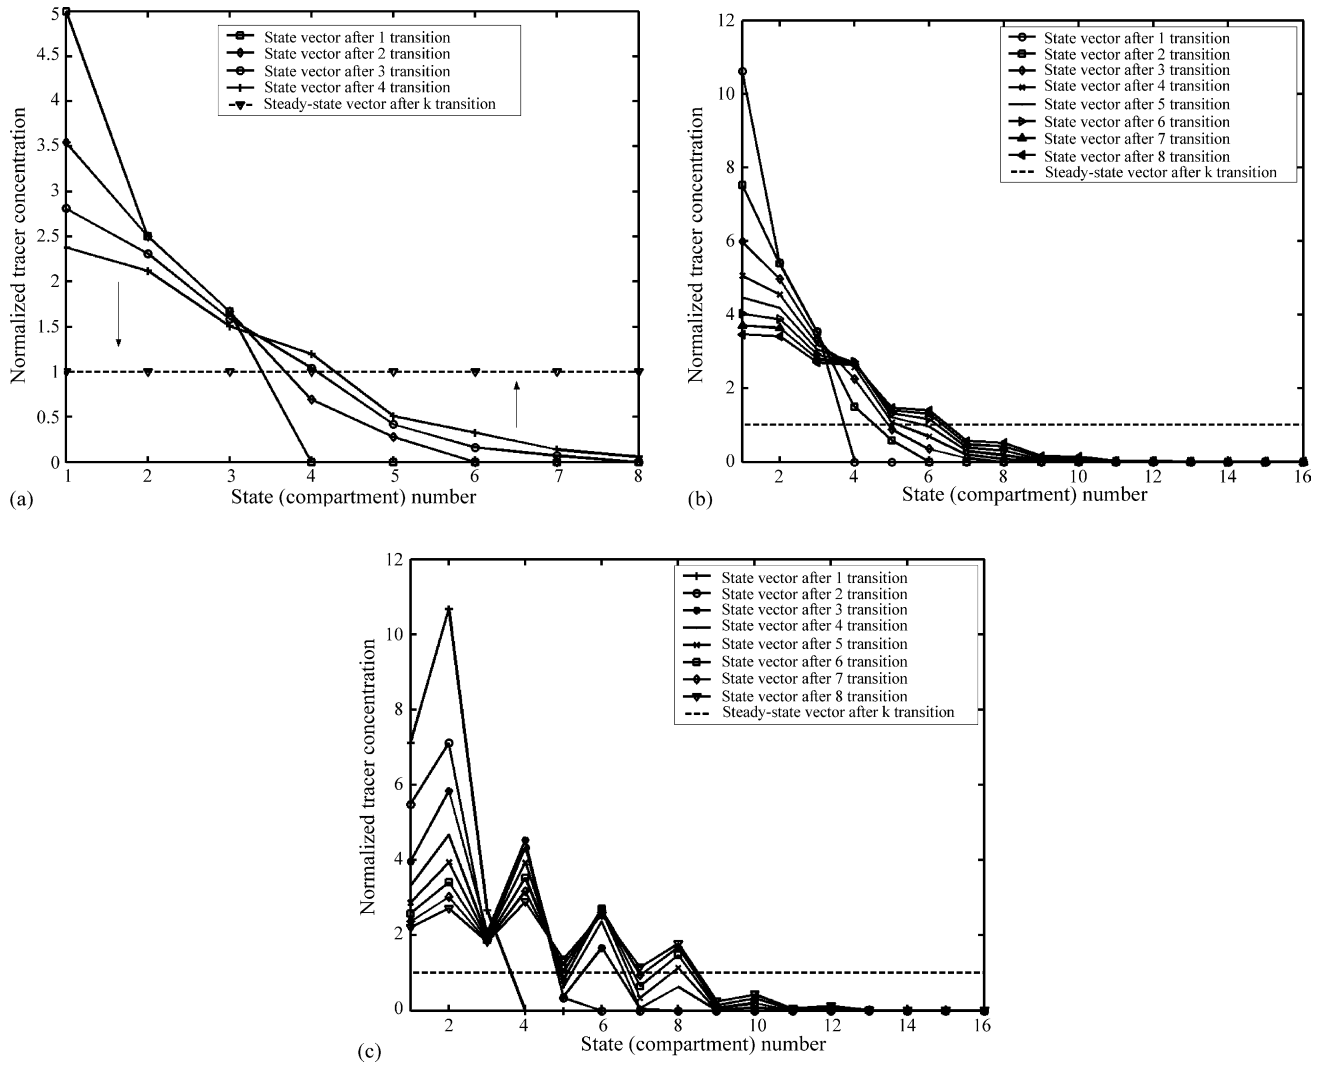 5
4.5
4
3.5
3
2.5
2
1.5
1
0.5
0
1 2 3 4 5 6 7 8
Normalized tracer concentration
State (compartment) number
State vector after 1 transition
State vector after 2 transition
State vector after 3 transition
State vector after 4 transition
Steady-state vector after k transition
(a)
12
10
8
6
4
2
0
2 4 6 8 10 12 14 16
Normalized tracer concentration
State (compartment) number
State vector after 1 transition
State vector after 2 transition
State vector after 3 transition
State vector after 4 transition
State vector after 5 transition
State vector after 6 transition
State vector after 7 transition
State vector after 8 transition
Steady-state vector after k transition
(b)
12
10
8
6
4
2
0
2 4 6 8 10 12 14 16
Normalized tracer concentration
State (compartment) number
State vector after 1 transition
State vector after 2 transition
State vector after 3 transition
State vector after 4 transition
State vector after 5 transition
State vector after 6 transition
State vector after 7 transition
State vector after 8 transition
Steady-state vector after k transition
(c)